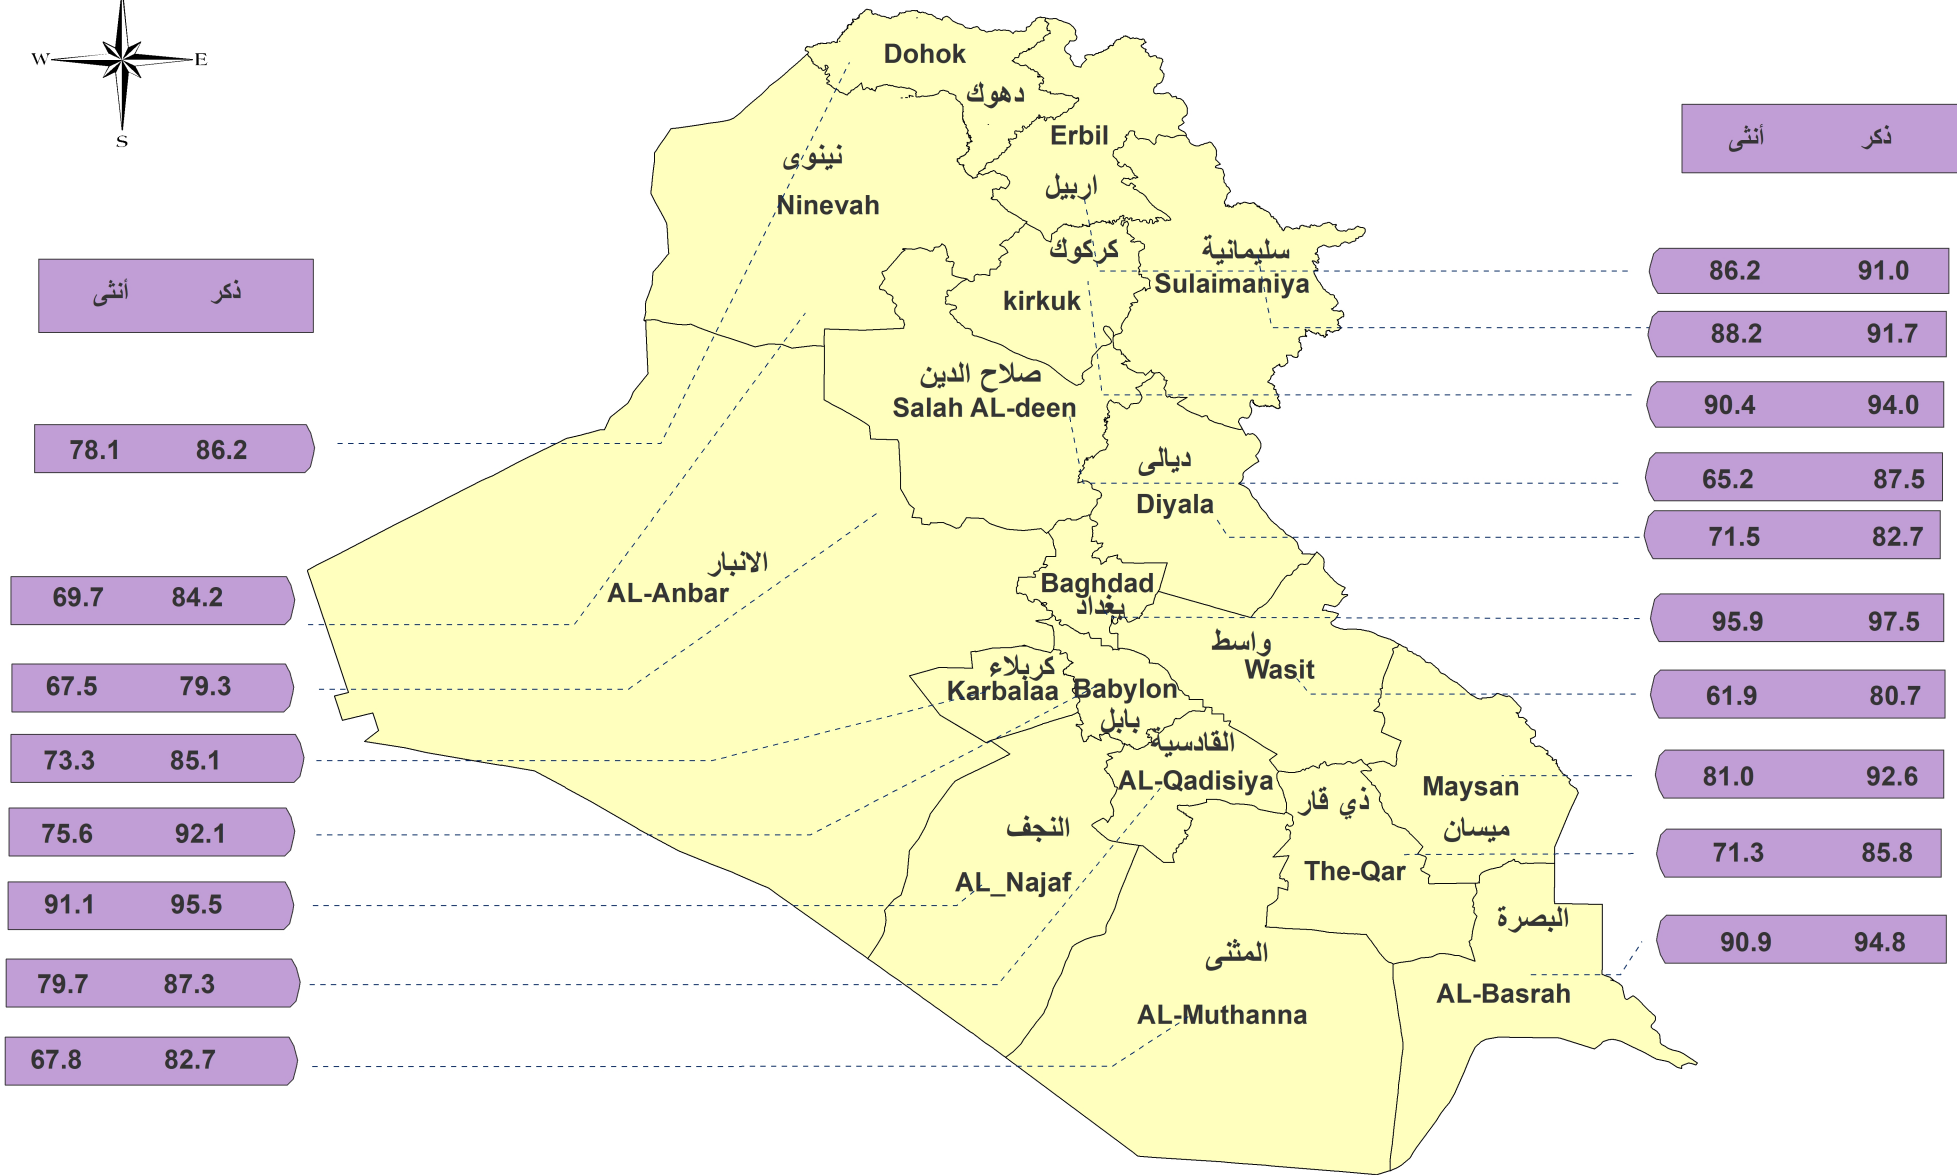 W E
S
Dohok
دهوك
Erbil
اربيل
نينوى
Ninevah
كركوك
kirkuk
سليمانية
Sulaimaniya
صلاح الدين
Salah AL-deen
ديالى
Diyala
الانبار
AL-Anbar
Baghdad
بغداد
واسط
Wasit
كربلاء
Karbalaa
Babylon
بابل
القادسية
AL-Qadisiya
النجف
AL_Najaf
ذي قار
The-Qar
Maysan
ميسان
المثنى
AL-Muthanna
البصرة
AL-Basrah
أنثى ذكر
78.1 86.2
69.7 84.2
67.5 79.3
73.3 85.1
75.6 92.1
91.1 95.5
79.7 87.3
67.8 82.7
أنثى ذكر
86.2 91.0
88.2 91.7
90.4 94.0
65.2 87.5
71.5 82.7
95.9 97.5
61.9 80.7
81.0 92.6
71.3 85.8
90.9 94.8